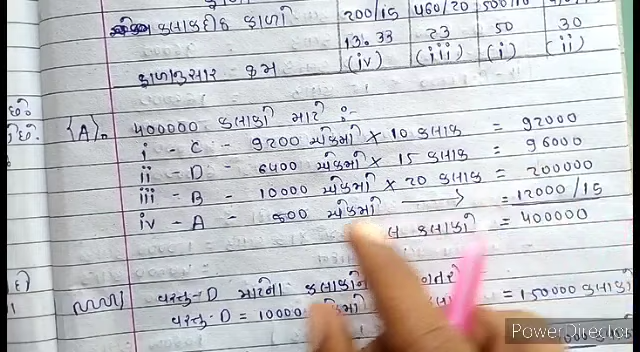 કલાકદીઠ ફાળો 200/15 460/20 500/10
13.33 23 50 30
ફાળાનુસાર ક્રમ (iv) (iii) (i) (ii)
{A}. 400000 કલાકો માટે :-
i - C - 9200 એકમો × 10 કલાક = 92000
ii - D - 6400 એકમો × 15 કલાક = 96000
iii - B - 10000 એકમો × 20 કલાક = 200000
iv - A - 800 એકમો → = 12000/15
કલાકો = 400000
વસ્તુ-D માટેના કલાકોની
વસ્તુ-D = 10000 = 150000 કલાકો
PowerDirector